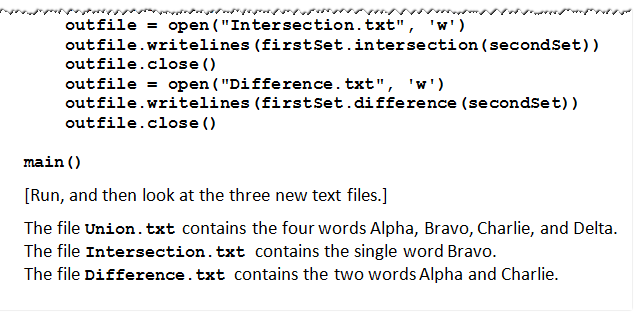 outfile = open("Intersection.txt", 'w')
outfile.writelines(firstSet.intersection(secondSet))
outfile.close()
outfile = open("Difference.txt", 'w')
outfile.writelines(firstSet.difference(secondSet))
outfile.close()
main()
[Run, and then look at the three new text files.]
The file Union.txt contains the four words Alpha, Bravo, Charlie, and Delta.
The file Intersection.txt contains the single word Bravo.
The file Difference.txt contains the two words Alpha and Charlie.